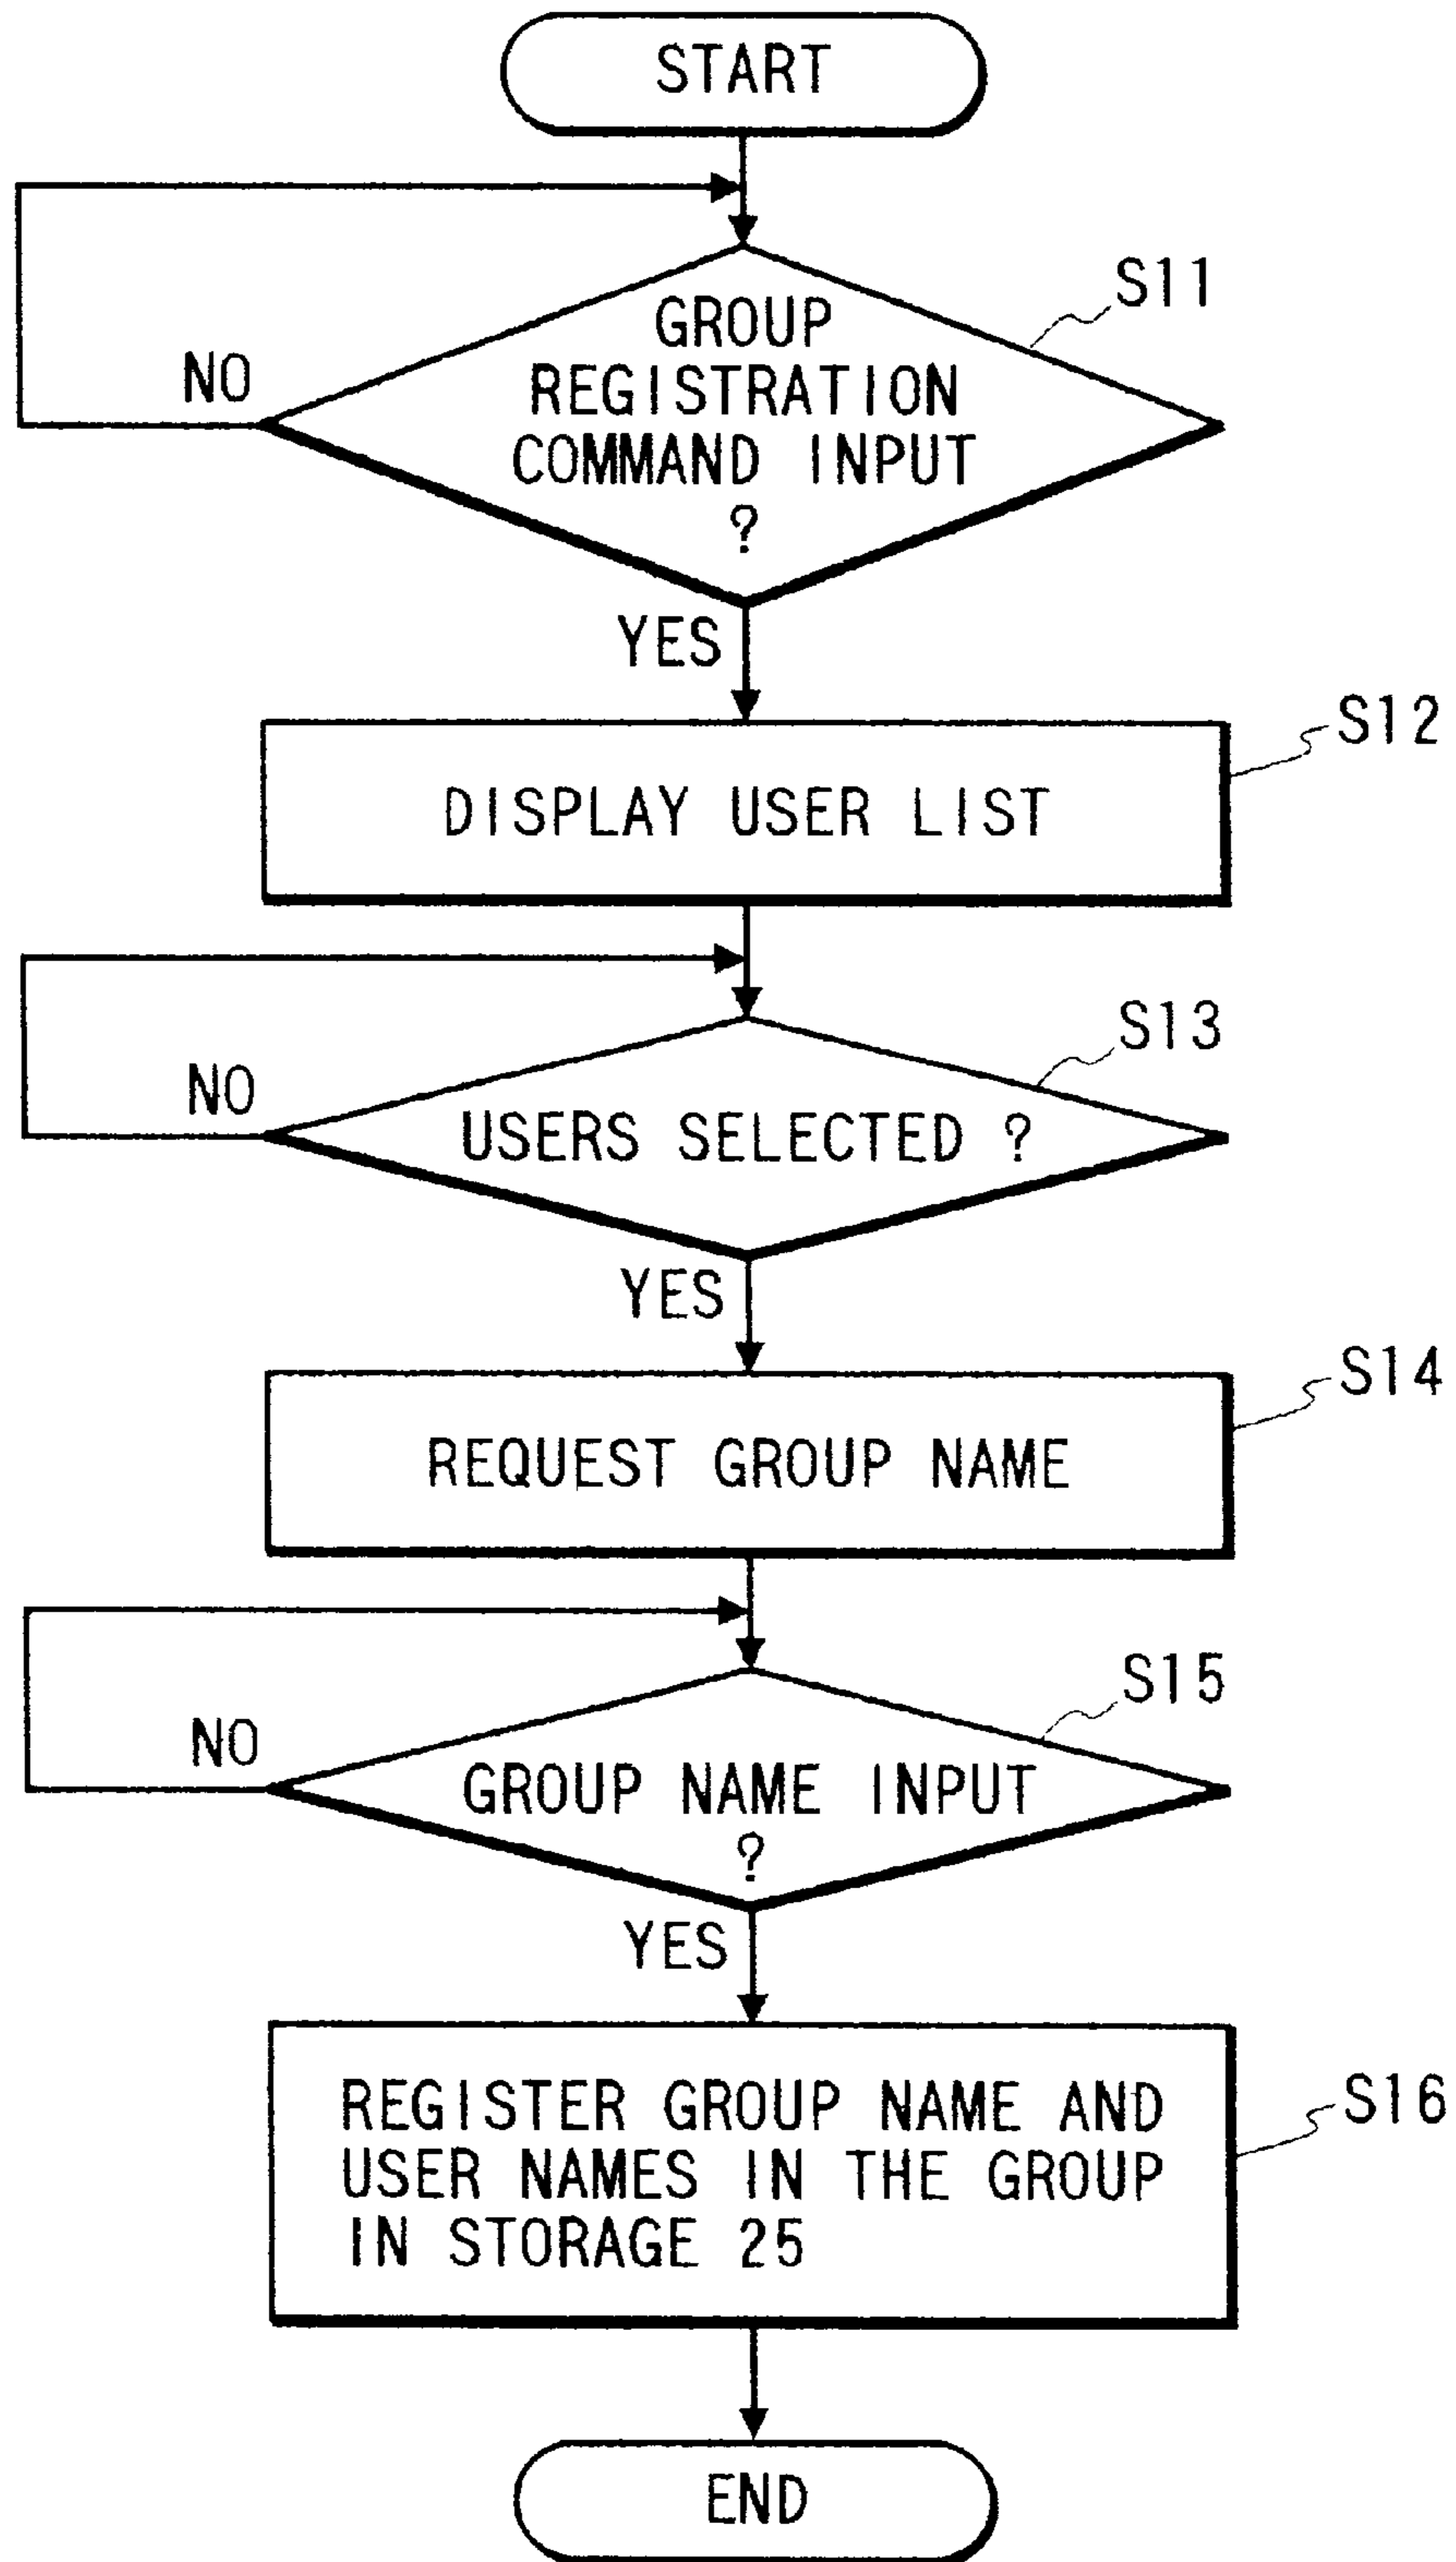 START
S11
GROUP
REGISTRATION
COMMAND INPUT
?
NO
YES
S12
DISPLAY USER LIST
S13
NO
USERS SELECTED ?
YES
S14
REQUEST GROUP NAME
S15
NO
GROUP NAME INPUT
?
YES
REGISTER GROUP NAME AND
USER NAMES IN THE GROUP
IN STORAGE 25
S16
END